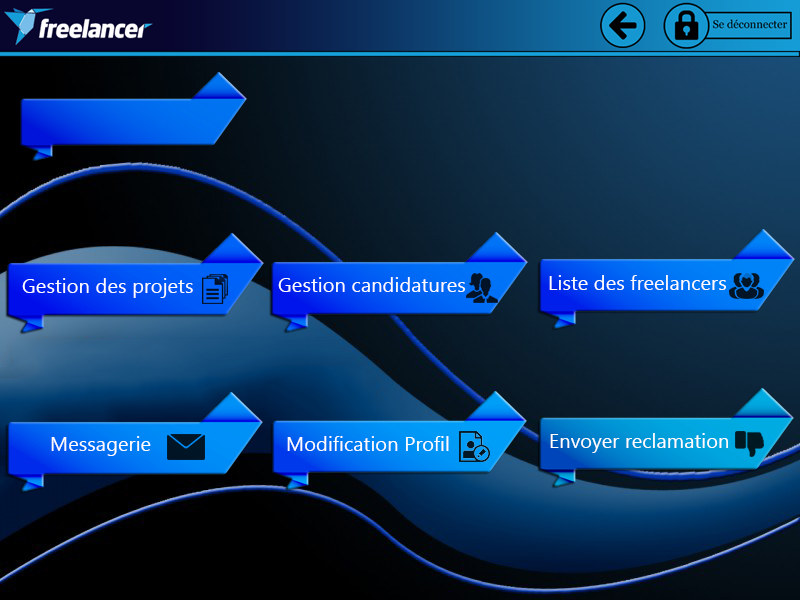 freelancer
Se déconnecter
Gestion des projets
Gestion candidatures
Liste des freelancers
Messagerie
Modification Profil
Envoyer reclamation